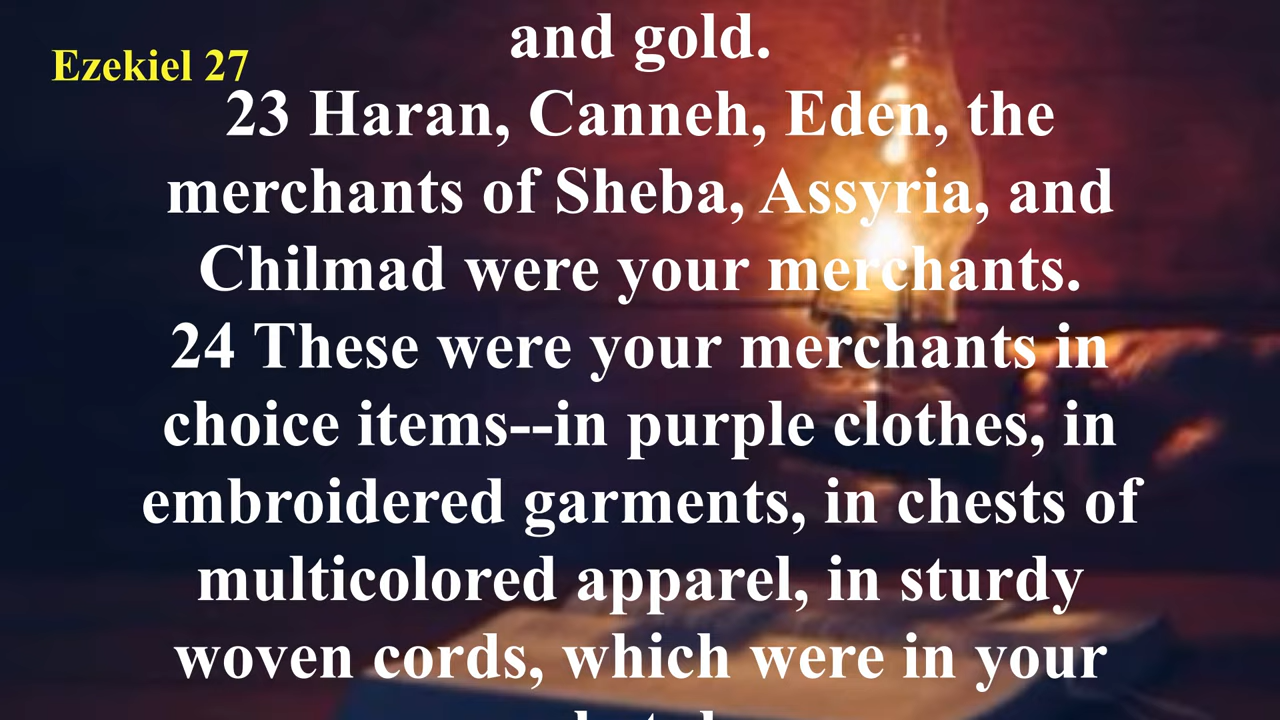 and gold.
Ezekiel 27
23 Haran, Canneh, Eden, the
merchants of Sheba, Assyria, and
Chilmad were your merchants.
24 These were your merchants in
choice items--in purple clothes, in
embroidered garments, in chests of
multicolored apparel, in sturdy
woven cords, which were in your